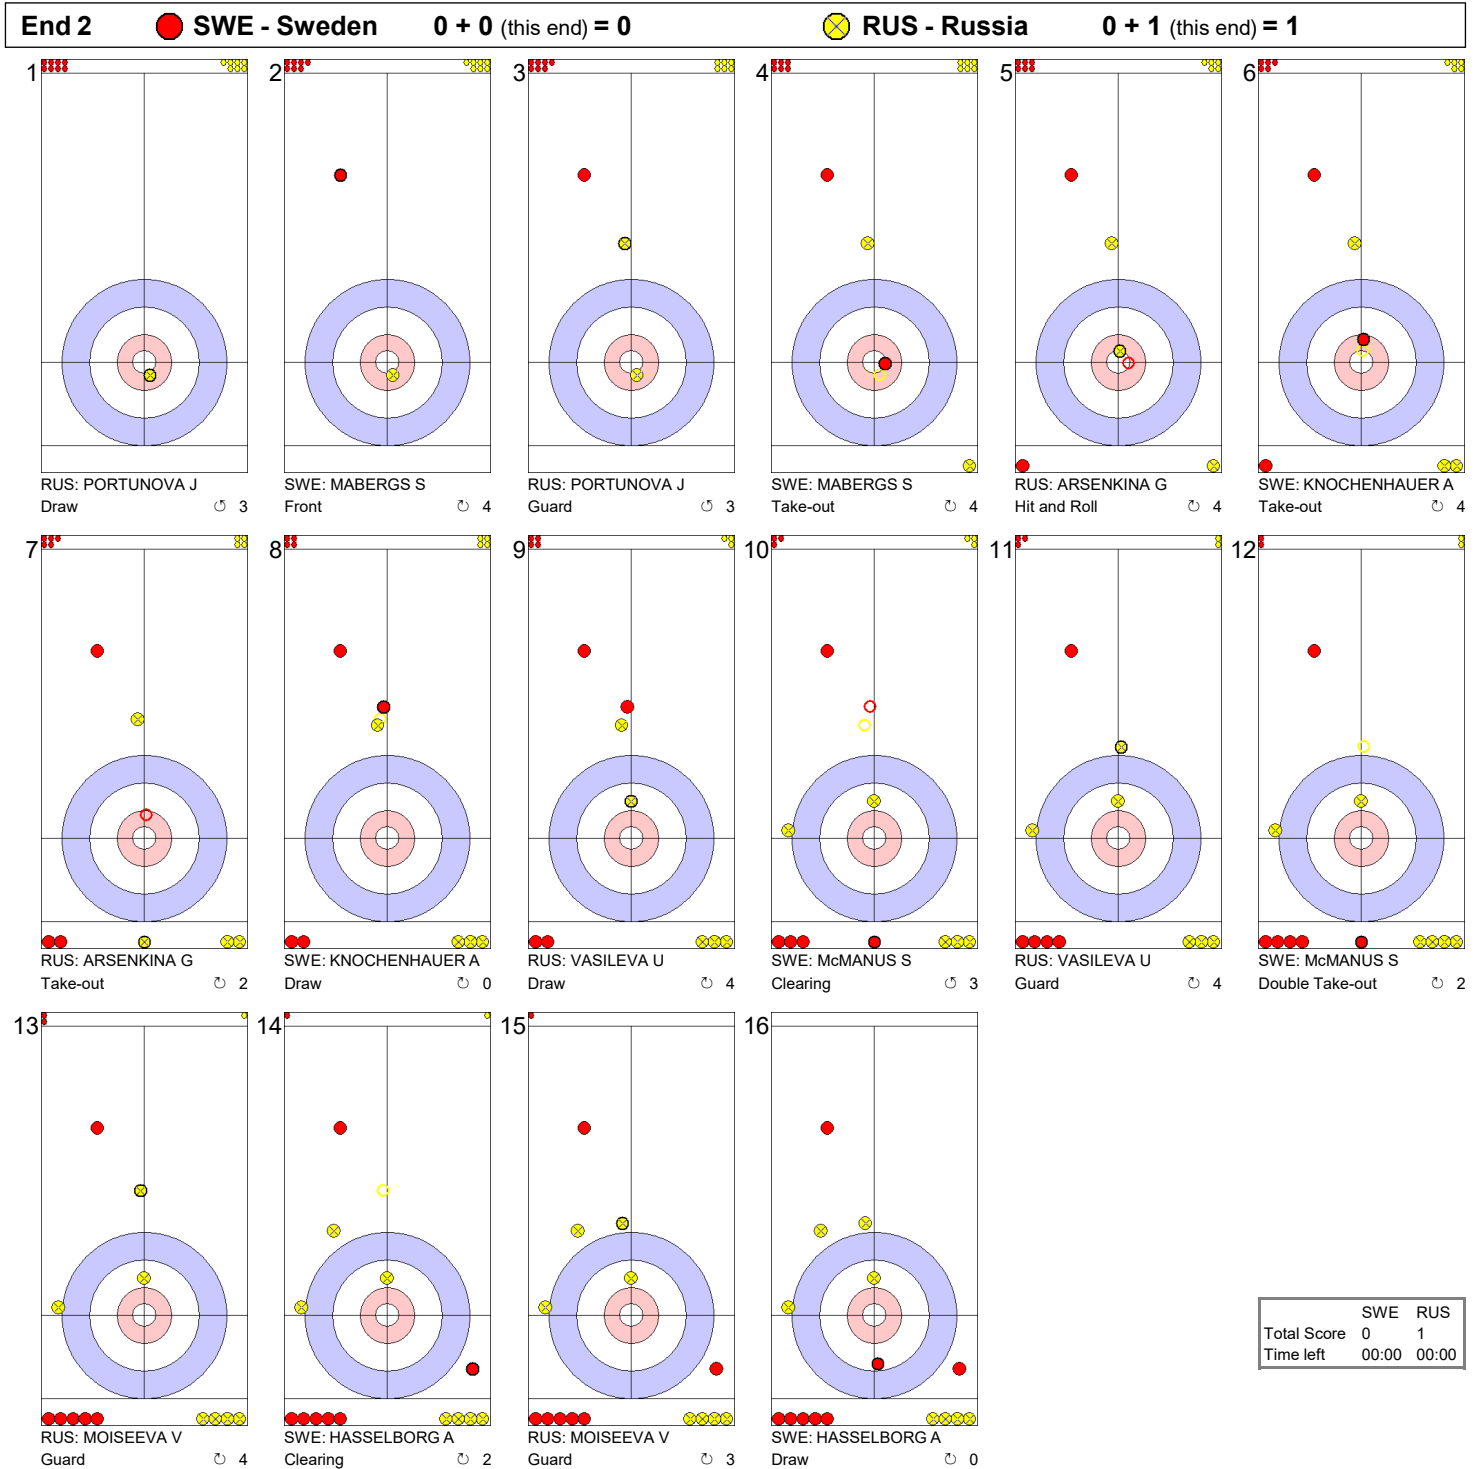 End 2 SWE - Sweden 0 + 0 (this end) = 0 RUS - Russia 0 + 1 (this end) = 1
1 2 3 4 5 6
RUS: PORTUNOVA J SWE: MABERGS S RUS: PORTUNOVA J SWE: MABERGS S RUS: ARSENKINA G SWE: KNOCHENHAUER A
Draw ↺ 3 Front ↻ 4 Guard ↺ 3 Take-out ↻ 4 Hit and Roll ↻ 4 Take-out ↻ 4
7 8 9 10 11 12
RUS: ARSENKINA G SWE: KNOCHENHAUER A RUS: VASILEVA U SWE: McMANUS S RUS: VASILEVA U SWE: McMANUS S
Take-out ↻ 2 Draw ↻ 0 Draw ↻ 4 Clearing ↺ 3 Guard ↻ 4 Double Take-out ↻ 2
13 14 15 16
RUS: MOISEEVA V SWE: HASSELBORG A RUS: MOISEEVA V SWE: HASSELBORG A
Guard ↻ 4 Clearing ↻ 2 Guard ↻ 3 Draw ↻ 0
SWE RUS
Total Score 0 1
Time left 00:00 00:00